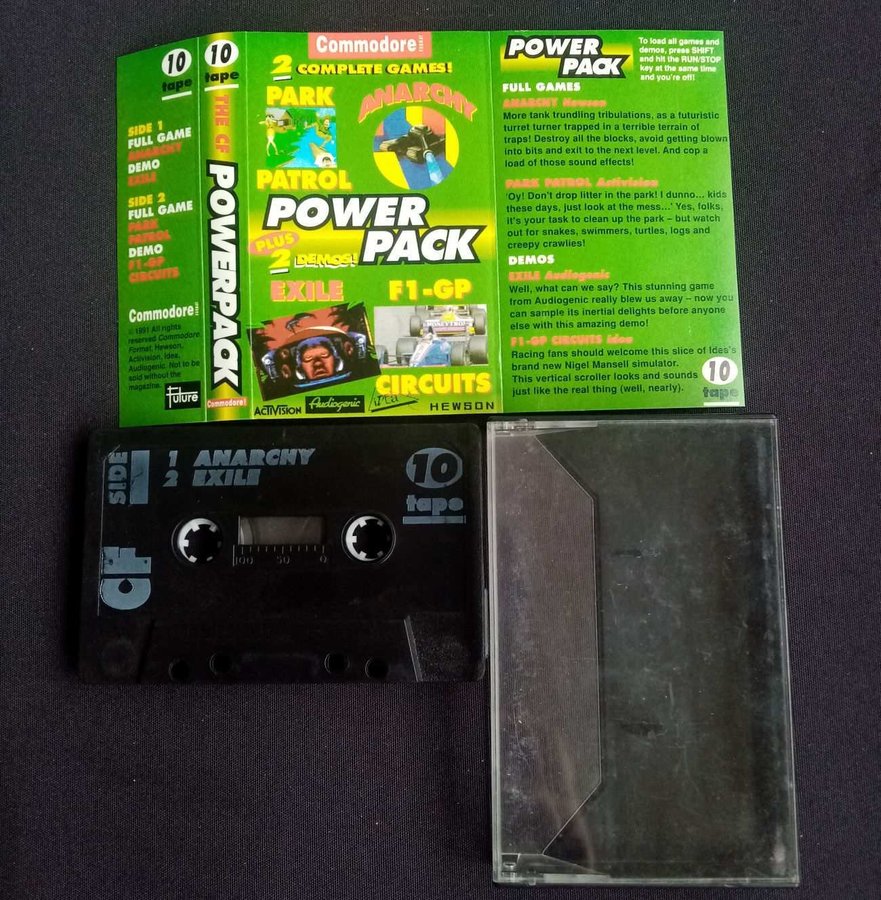 10
tape
SIDE 1
FULL GAME
ANARCHY
DEMO
EXILE
SIDE 2
FULL GAME
PARK
PATROL
DEMO
F1-GP
CIRCUITS
Commodore FORMAT
© 1991 All rights
reserved Commodore
Format, Hewson,
Activision, Idea,
Audiogenic Not to be
sold without the
magazine.
Future
10
tape
THE CF
POWERPACK
Commodore
Commodore FORMAT
2 COMPLETE GAMES!
PARK
PATROL
ANARCHY
POWER
PACK
PLUS
2 DEMOS!
EXILE
F1-GP
CIRCUITS
ACTIVISION
Audiogenic
idea
HEWSON
POWER
PACK
To load all games and
demos, press SHIFT
and hit the RUN/STOP
key at the same time
and you're off!
FULL GAMES
ANARCHY Hewson
More tank trundling tribulations, as a futuristic
turret turner trapped in a terrible terrain of
traps! Destroy all the blocks, avoid getting blown
into bits and exit to the next level. And cop a
load of those sound effects!
PARK PATROL Activision
'Oy! Don't drop litter in the park! I dunno... kids
these days, just look at the mess...' Yes, folks,
it's your task to clean up the park – but watch
out for snakes, swimmers, turtles, logs and
creepy crawlies!
DEMOS
EXILE Audiogenic
Well, what can we say? This stunning game
from Audiogenic really blew us away – now you
can sample its inertial delights before anyone
else with this amazing demo!
F1-GP CIRCUITS Idea
Racing fans should welcome this slice of Idea's
brand new Nigel Mansell simulator.
This vertical scroller looks and sounds
just like the real thing (well, nearly).
10
tape
CF
SIDE 1
1 ANARCHY
2 EXILE
10
tape
100 50 0